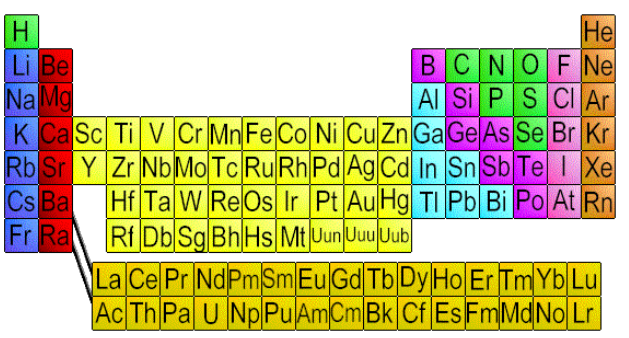 H He
Li Be B C N O F Ne
Na Mg Al Si P S Cl Ar
K Ca Sc Ti V Cr Mn Fe Co Ni Cu Zn Ga Ge As Se Br Kr
Rb Sr Y Zr Nb Mo Tc Ru Rh Pd Ag Cd In Sn Sb Te I Xe
Cs Ba Hf Ta W Re Os Ir Pt Au Hg Tl Pb Bi Po At Rn
Fr Ra Rf Db Sg Bh Hs Mt Uun Uuu Uub
La Ce Pr Nd Pm Sm Eu Gd Tb Dy Ho Er Tm Yb Lu
Ac Th Pa U Np Pu Am Cm Bk Cf Es Fm Md No Lr